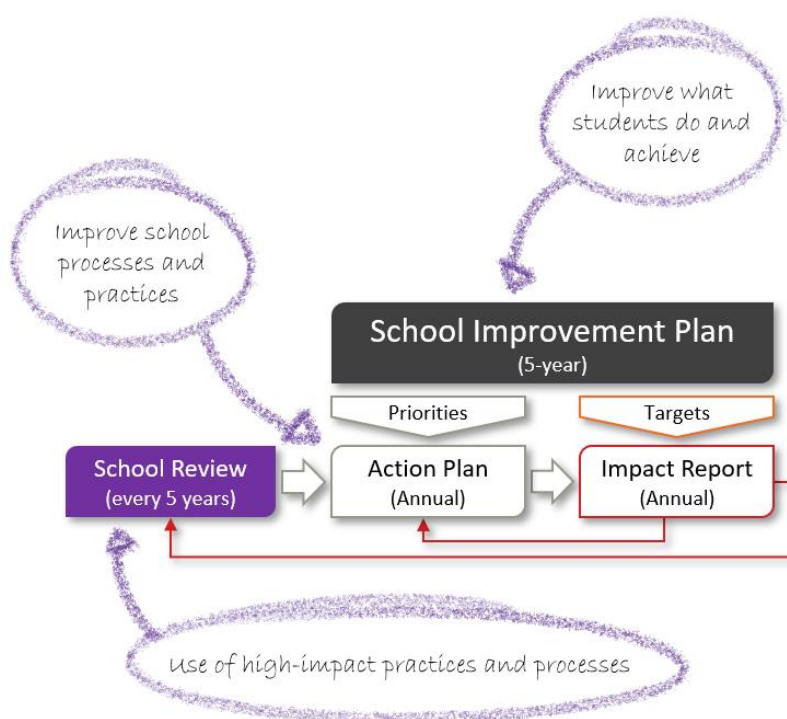 Improve what
students do and
achieve
Improve school
processes and
practices
School Improvement Plan
(5-year)
Priorities
Targets
School Review
(every 5 years)
Action Plan
(Annual)
Impact Report
(Annual)
Use of high-impact practices and processes